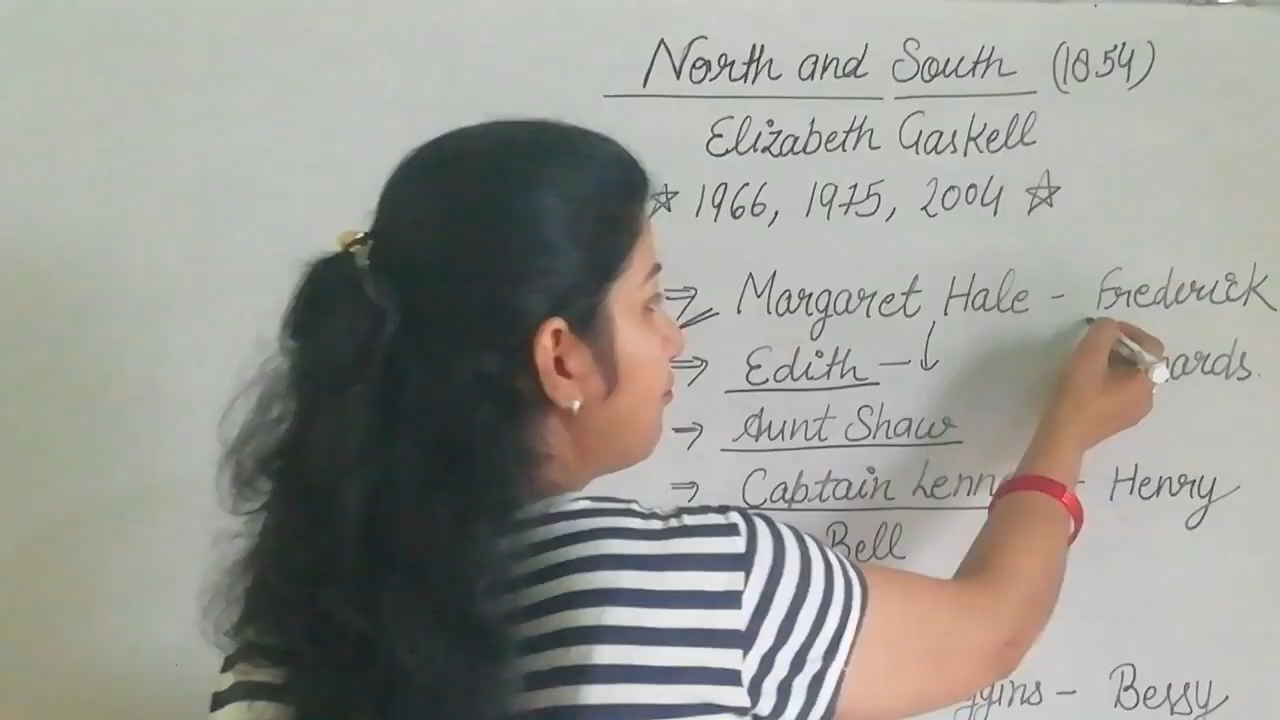 North and South (1854)
Elizabeth Gaskell
☆ 1966, 1975, 2004 ☆
⇒ Margaret Hale - Frederick
⇒ Edith -↓
→ Aunt Shaw
⇒ Captain - Henry
Bell
- Bessy